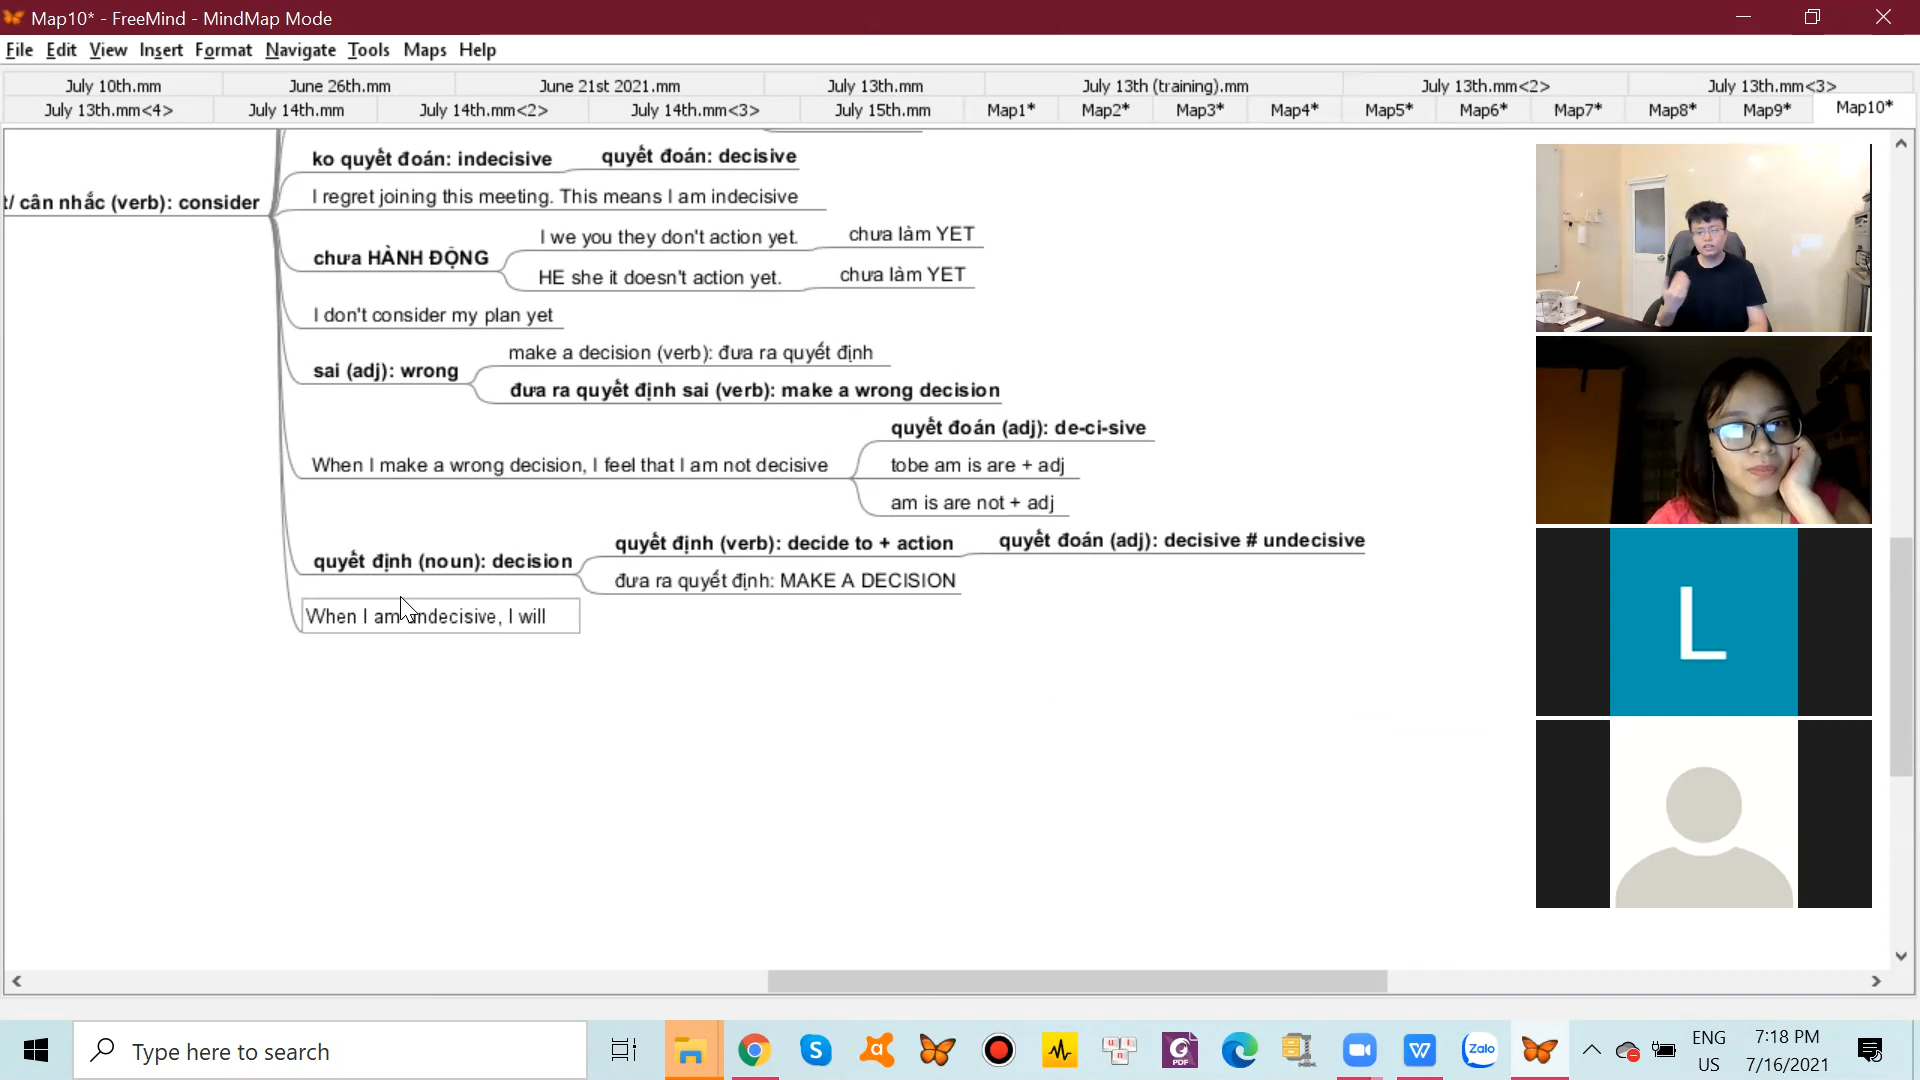 Map10* - FreeMind - MindMap Mode
File Edit View Insert Format Navigate Tools Maps Help
July 10th.mm June 26th.mm June 21st 2021.mm July 13th.mm July 13th (training).mm July 13th.mm<2> July 13th.mm<3>
July 13th.mm<4> July 14th.mm July 14th.mm<2> July 14th.mm<3> July 15th.mm Map1* Map2* Map3* Map4* Map5* Map6* Map7* Map8* Map9* Map10*
t/ cân nhắc (verb): consider
ko quyết đoán: indecisive quyết đoán: decisive
I regret joining this meeting. This means I am indecisive
chưa HÀNH ĐỘNG
I we you they don't action yet. chưa làm YET
HE she it doesn't action yet. chưa làm YET
I don't consider my plan yet
sai (adj): wrong
make a decision (verb): đưa ra quyết định
đưa ra quyết định sai (verb): make a wrong decision
When I make a wrong decision, I feel that I am not decisive
quyết đoán (adj): de-ci-sive
tobe am is are + adj
am is are not + adj
quyết định (noun): decision
quyết định (verb): decide to + action quyết đoán (adj): decisive # undecisive
đưa ra quyết định: MAKE A DECISION
When I am indecisive, I will
L
Type here to search
Zalo
PDF
ENG
US
7:18 PM
7/16/2021